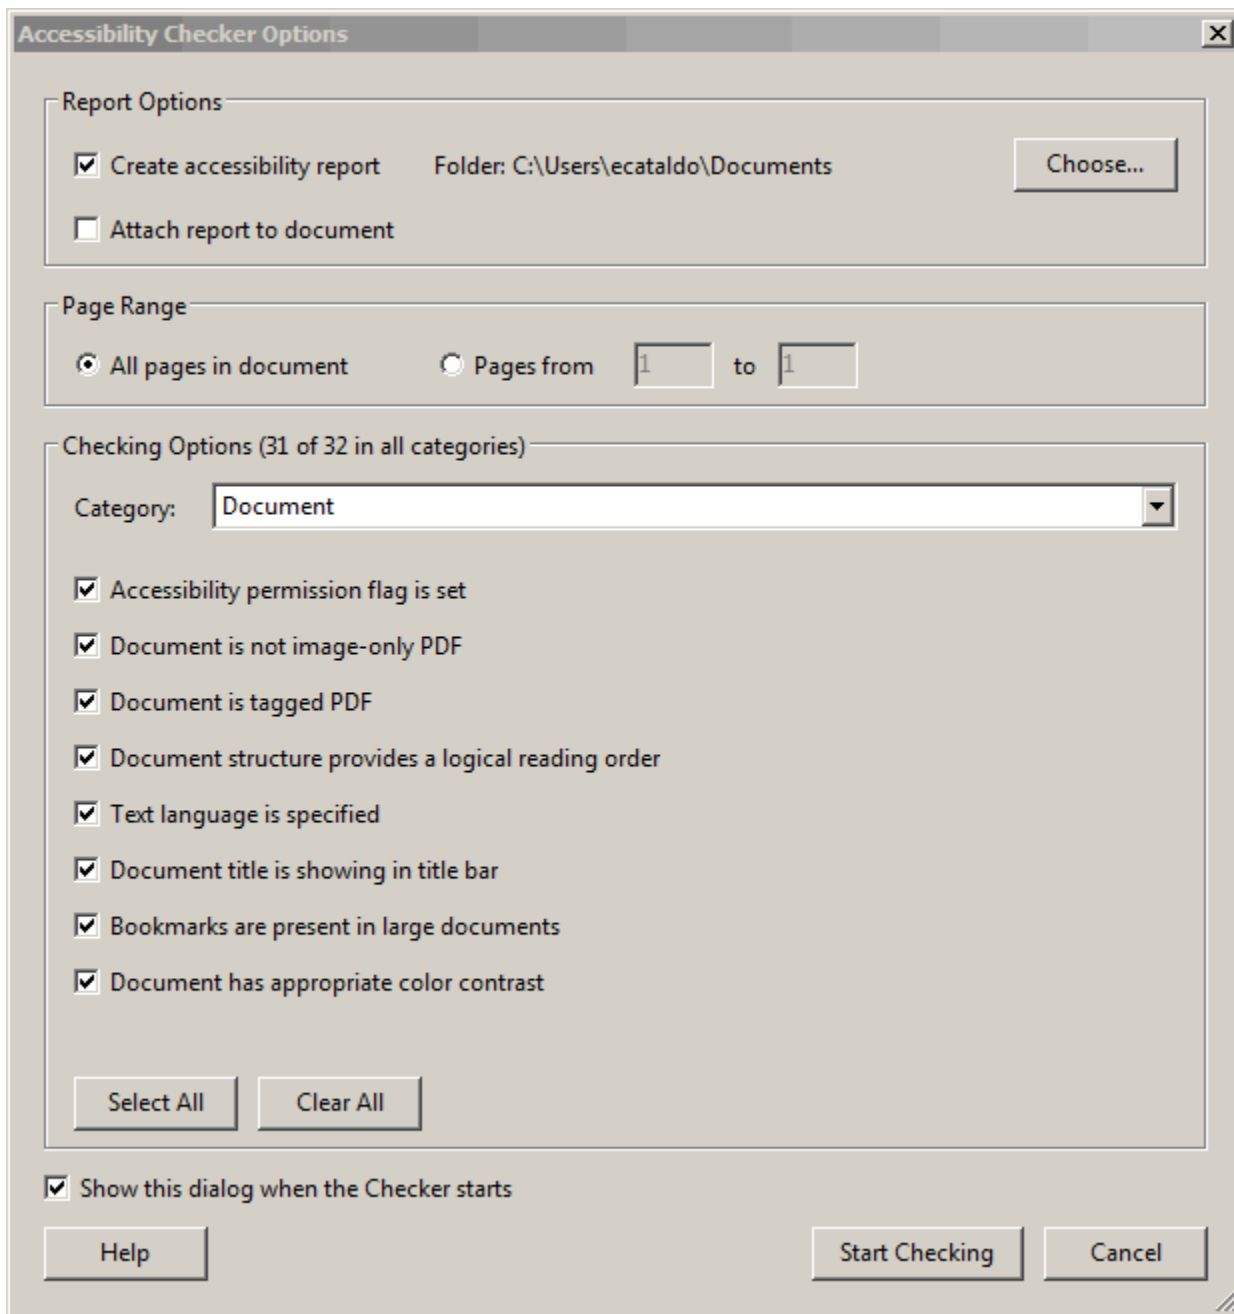 Accessibility Checker Options
Report Options
Create accessibility report Folder: C:\Users\ecataldo\Documents Choose...
Attach report to document
Page Range
All pages in document Pages from 1 to 1
Checking Options (31 of 32 in all categories)
Category: Document
Accessibility permission flag is set
Document is not image-only PDF
Document is tagged PDF
Document structure provides a logical reading order
Text language is specified
Document title is showing in title bar
Bookmarks are present in large documents
Document has appropriate color contrast
Select All Clear All
Show this dialog when the Checker starts
Help Start Checking Cancel